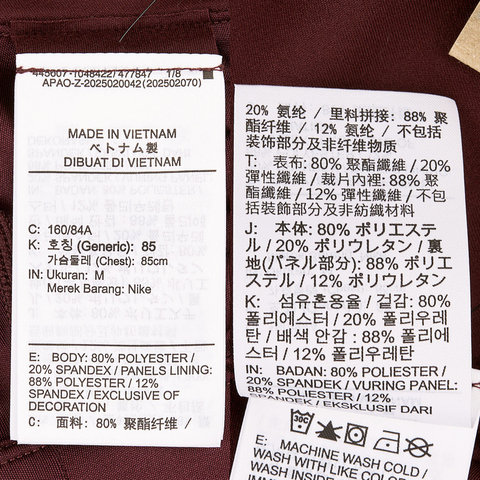 445607-1048422/477847 1/8
APAO-Z-2025020042(202502070)
MADE IN VIETNAM
ベトナム製
DIBUAT DI VIETNAM
C: 160/84A
K: 호칭 (Generic): 85
가슴둘레 (Chest): 85cm
IN: Ukuran: M
Merek Barang: Nike
E: BODY: 80% POLYESTER /
20% SPANDEX / PANELS LINING:
88% POLYESTER / 12%
SPANDEX / EXCLUSIVE OF
DECORATION
C: 面料: 80% 聚酯纤维 /
20% 氨纶 / 里料拼接: 88% 聚
酯纤维 / 12% 氨纶 / 不包括
装饰部分及非纤维物质
T: 表布: 80% 聚酯纖維 / 20%
彈性纖維 / 裁片內裡: 88% 聚
酯纖維 / 12% 彈性纖維 / 不包
括裝飾部分及非紡織材料
J: 本体: 80% ポリエステ
ル / 20% ポリウレタン / 裏
地(パネル部分): 88% ポリエ
ステル / 12% ポリウレタン
K: 섬유혼용율 / 겉감: 80%
폴리에스터 / 20% 폴리우레
탄 / 배색 안감 : 88% 폴리에
스터 / 12% 폴리우레탄
IN: BADAN: 80% POLIESTER /
20% SPANDEK / VURING PANEL:
88% POLIESTER / 12%
SPANDEK / EKSKLUSIF DARI
E: MACHINE WASH COLD /
WASH WITH LIKE COLOR
WASH INSIDE